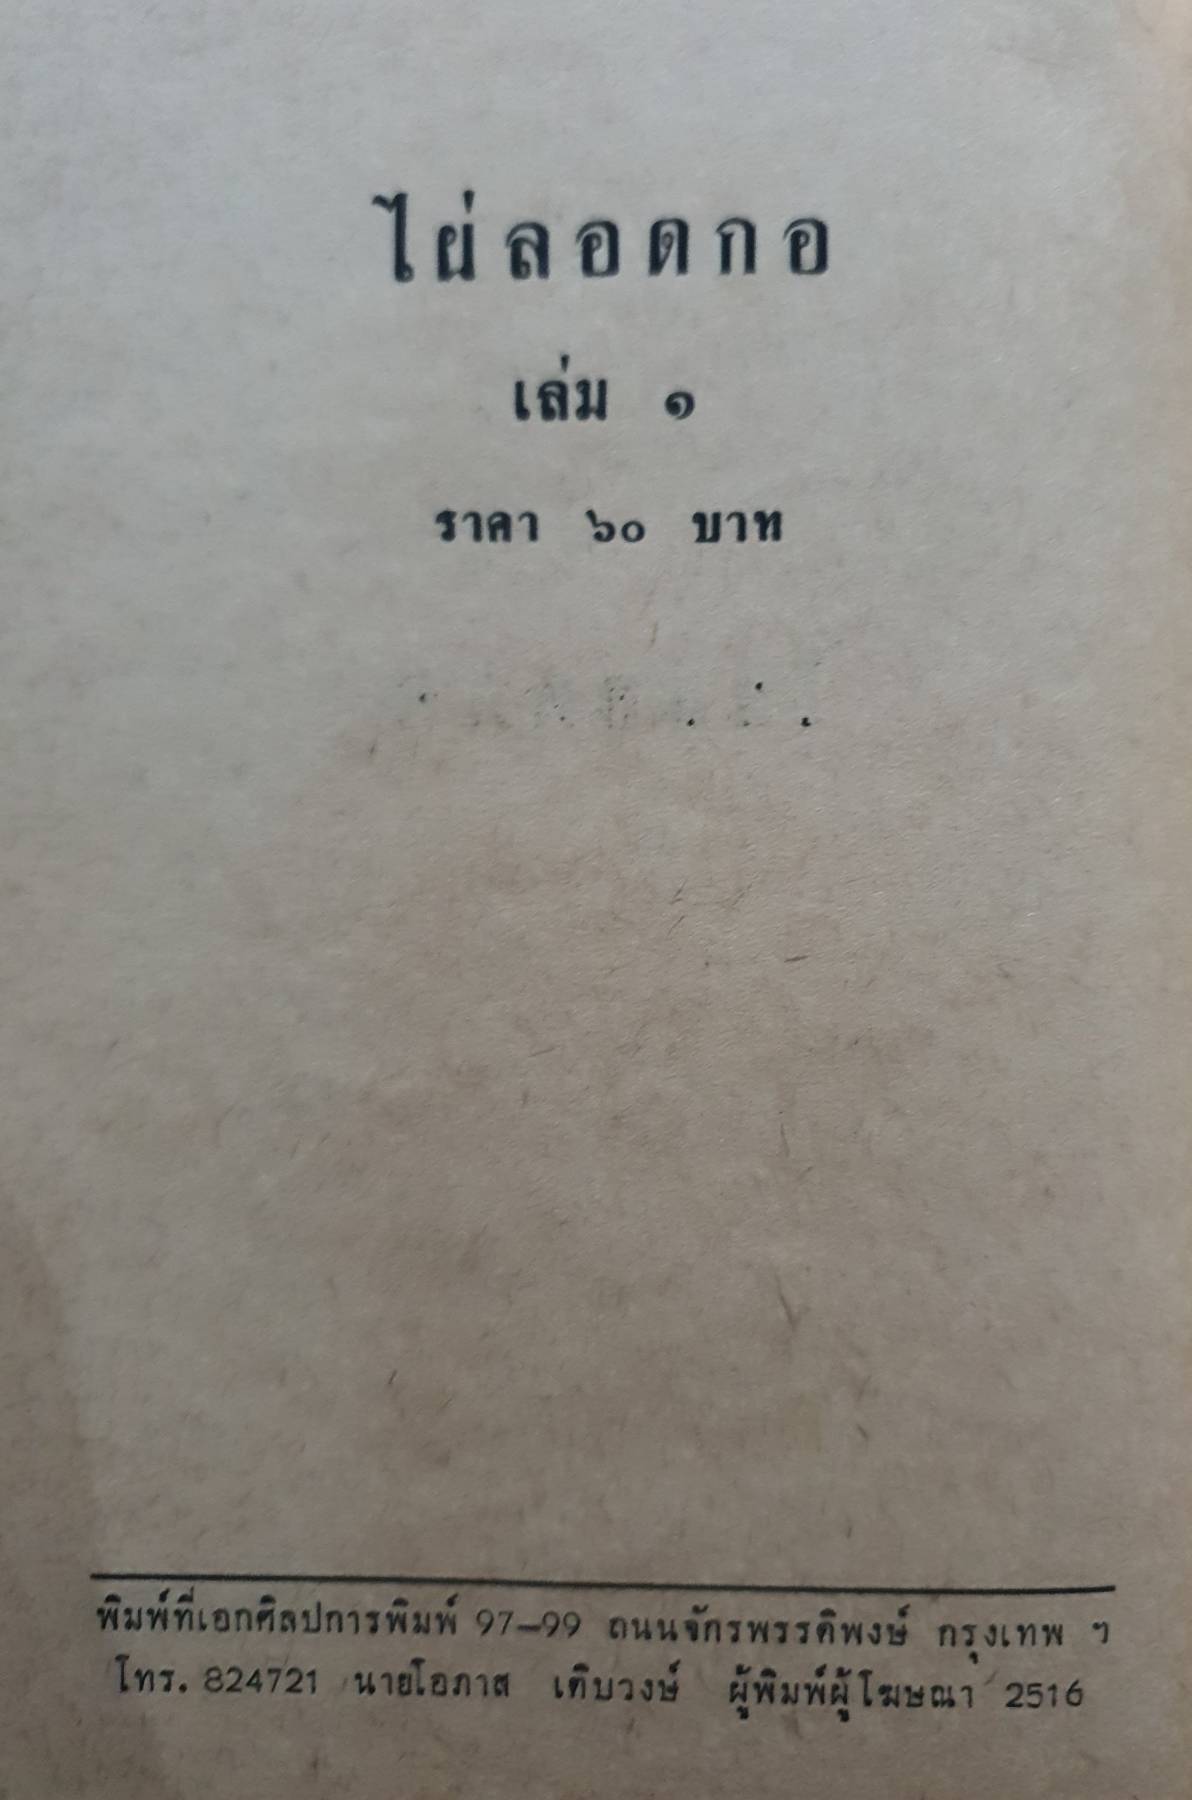 ไผ่ลอดกอ
เล่ม ๑
ราคา ๖๐ บาท
พิมพ์ที่เอกศิลปการพิมพ์ 97–99 ถนนจักรพรรดิพงษ์ กรุงเทพ ฯ
โทร. 824721 นายโอภาส เติบวงษ์ ผู้พิมพ์ผู้โฆษณา 2516